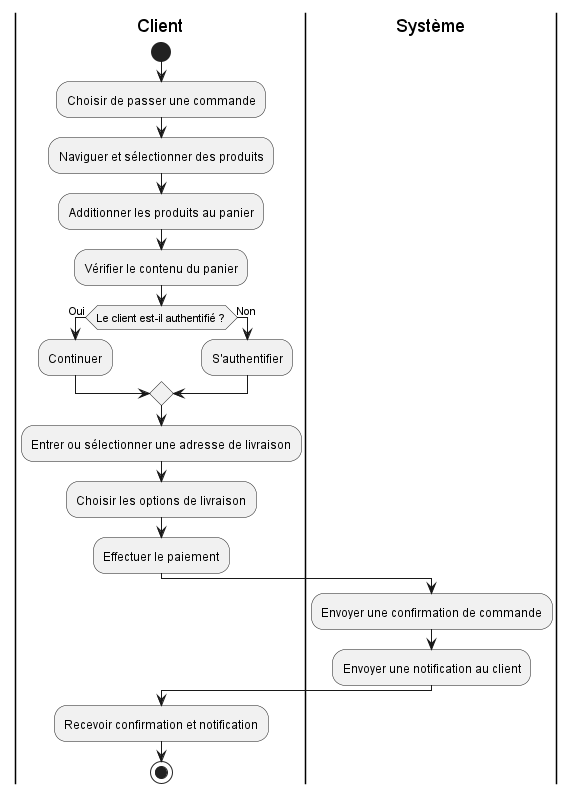 Client
Système
Choisir de passer une commande
Naviguer et sélectionner des produits
Additionner les produits au panier
Vérifier le contenu du panier
Oui
Le client est-il authentifié ?
Non
Continuer
S'authentifier
Entrer ou sélectionner une adresse de livraison
Choisir les options de livraison
Effectuer le paiement
Envoyer une confirmation de commande
Envoyer une notification au client
Recevoir confirmation et notification